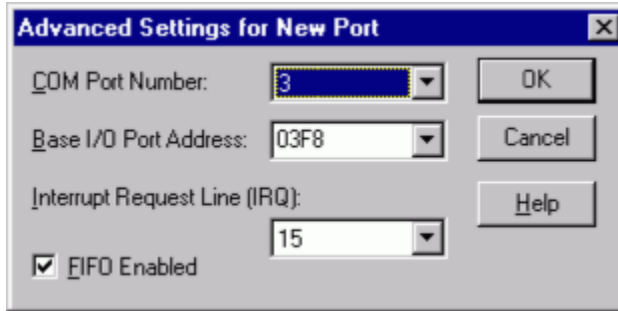 Advanced Settings for New Port
COM Port Number: 3 OK
Base I/O Port Address: 03F8 Cancel
Interrupt Request Line (IRQ): Help
15
FIFO Enabled